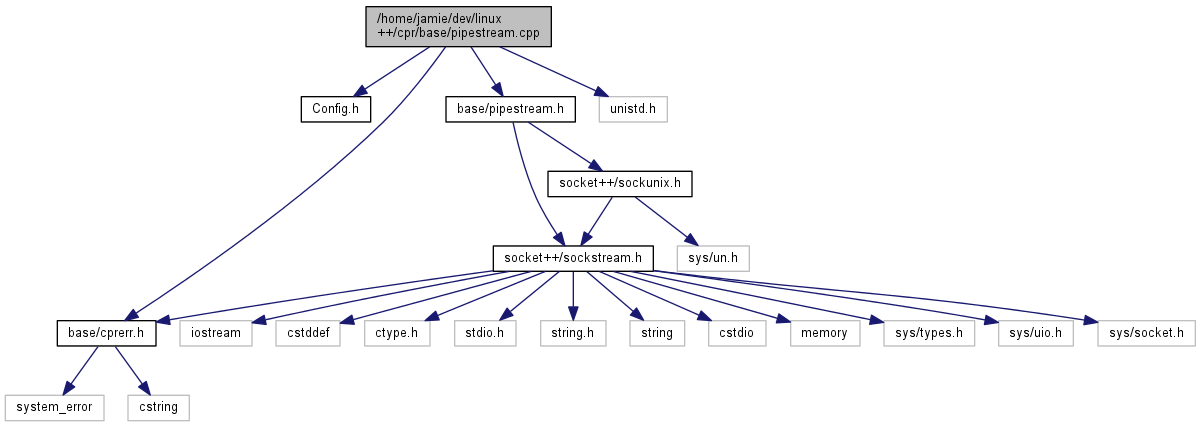 /home/jamie/dev/linux
++/cpr/base/pipestream.cpp
Config.h
base/pipestream.h
unistd.h
socket++/sockunix.h
socket++/sockstream.h
sys/un.h
base/cprerr.h
iostream
cstddef
ctype.h
stdio.h
string.h
string
cstdio
memory
sys/types.h
sys/uio.h
sys/socket.h
system_error
cstring